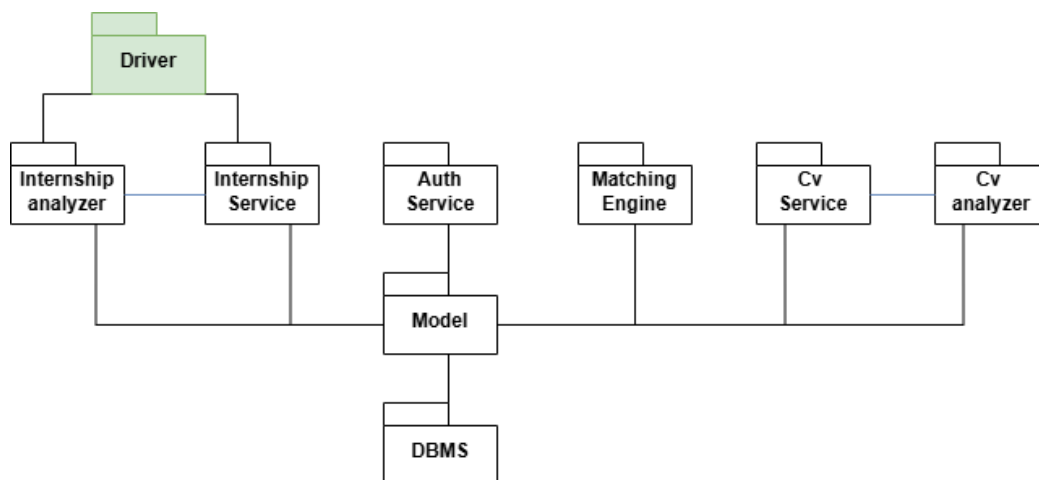 Driver
Internship
analyzer
Internship
Service
Auth
Service
Matching
Engine
Cv
Service
Cv
analyzer
Model
DBMS